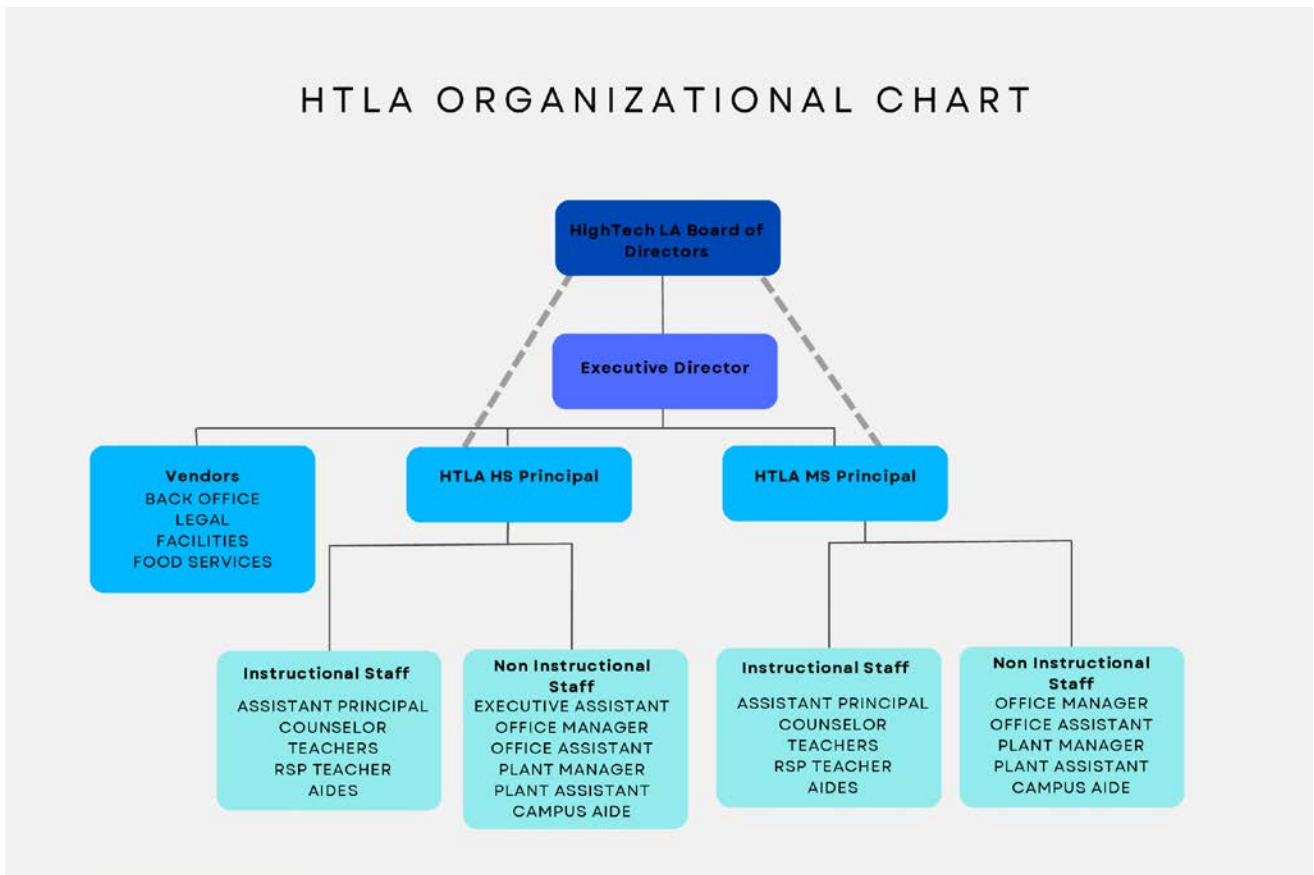 HTLA ORGANIZATIONAL CHART
HighTech LA Board of
Directors
Executive Director
Vendors
BACK OFFICE
LEGAL
FACILITIES
FOOD SERVICES
HTLA HS Principal
HTLA MS Principal
Instructional Staff
ASSISTANT PRINCIPAL
COUNSELOR
TEACHERS
RSP TEACHER
AIDES
Non Instructional
Staff
EXECUTIVE ASSISTANT
OFFICE MANAGER
OFFICE ASSISTANT
PLANT MANAGER
PLANT ASSISTANT
CAMPUS AIDE
Instructional Staff
ASSISTANT PRINCIPAL
COUNSELOR
TEACHERS
RSP TEACHER
AIDES
Non Instructional
Staff
OFFICE MANAGER
OFFICE ASSISTANT
PLANT MANAGER
PLANT ASSISTANT
CAMPUS AIDE